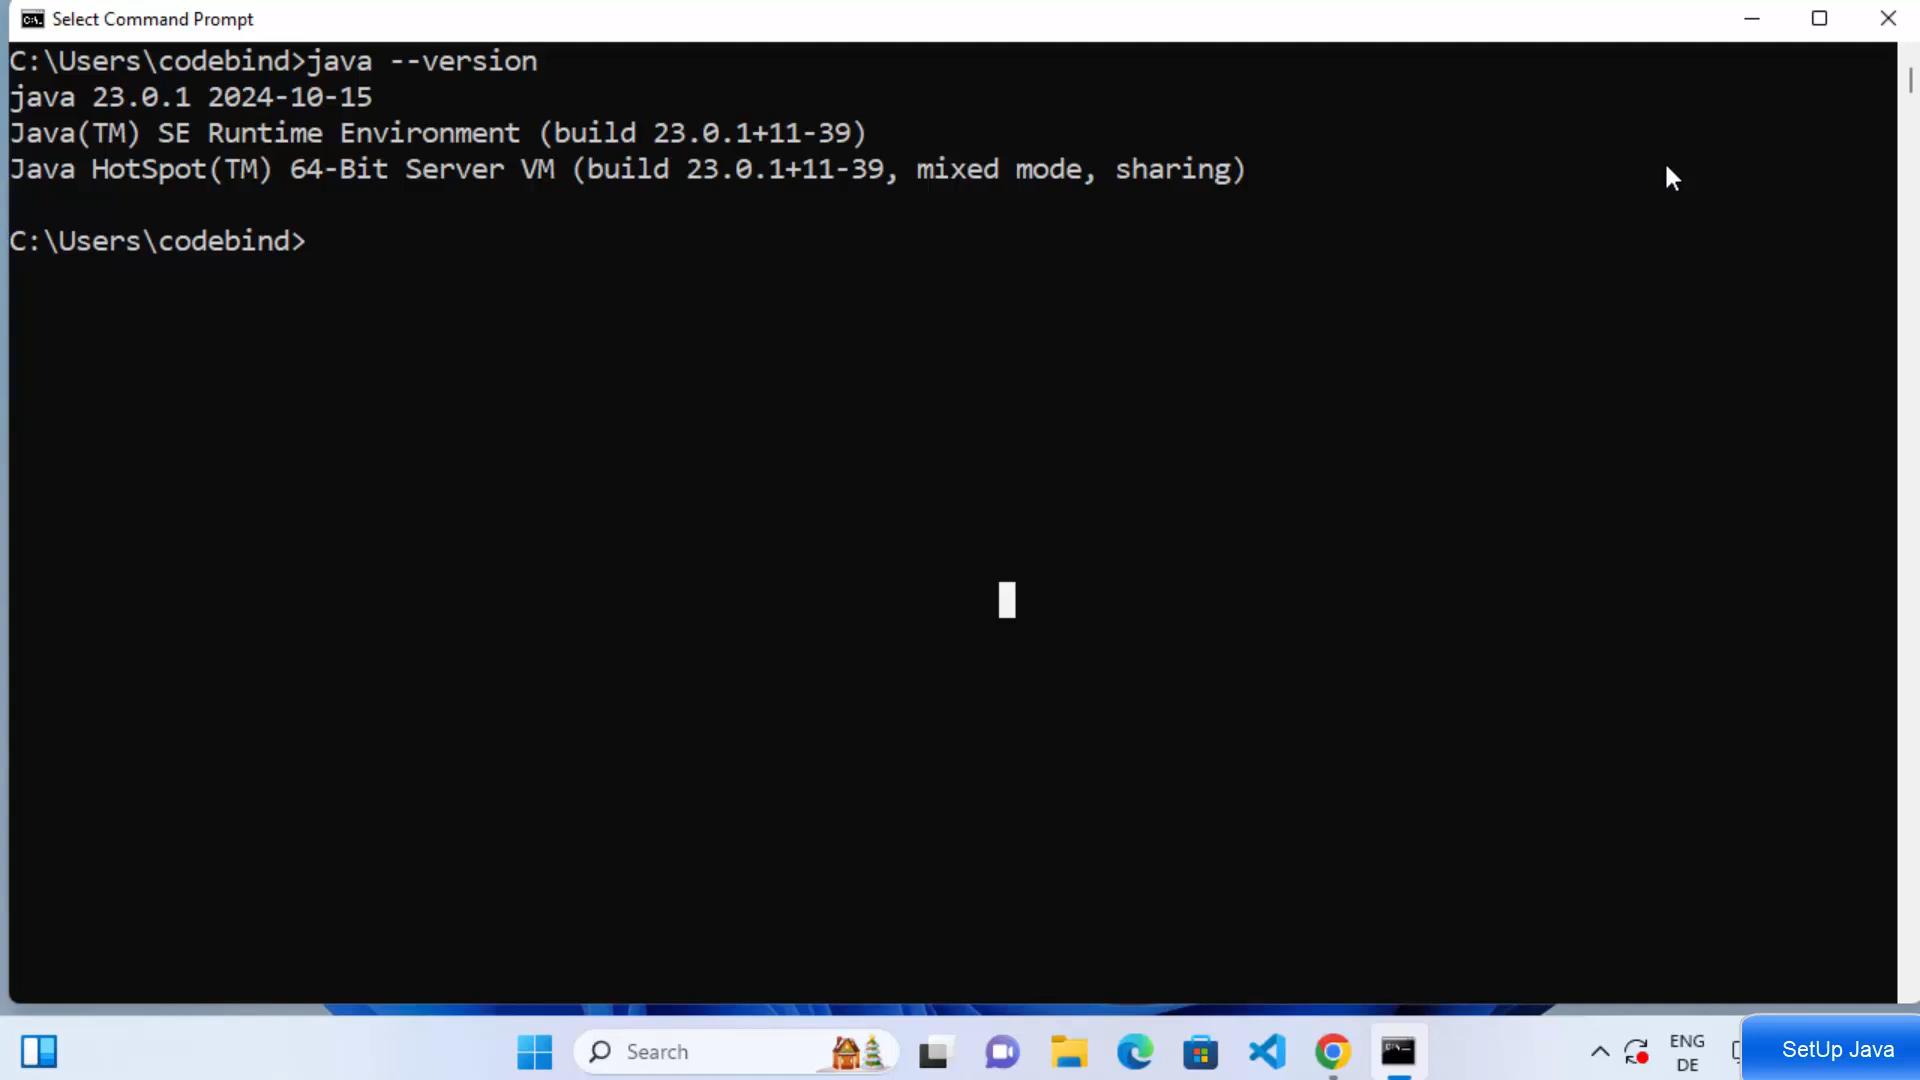 Select Command Prompt
C:\Users\codebind>java --version
java 23.0.1 2024-10-15
Java(TM) SE Runtime Environment (build 23.0.1+11-39)
Java HotSpot(TM) 64-Bit Server VM (build 23.0.1+11-39, mixed mode, sharing)
C:\Users\codebind>
Search
ENG
DE
SetUp Java